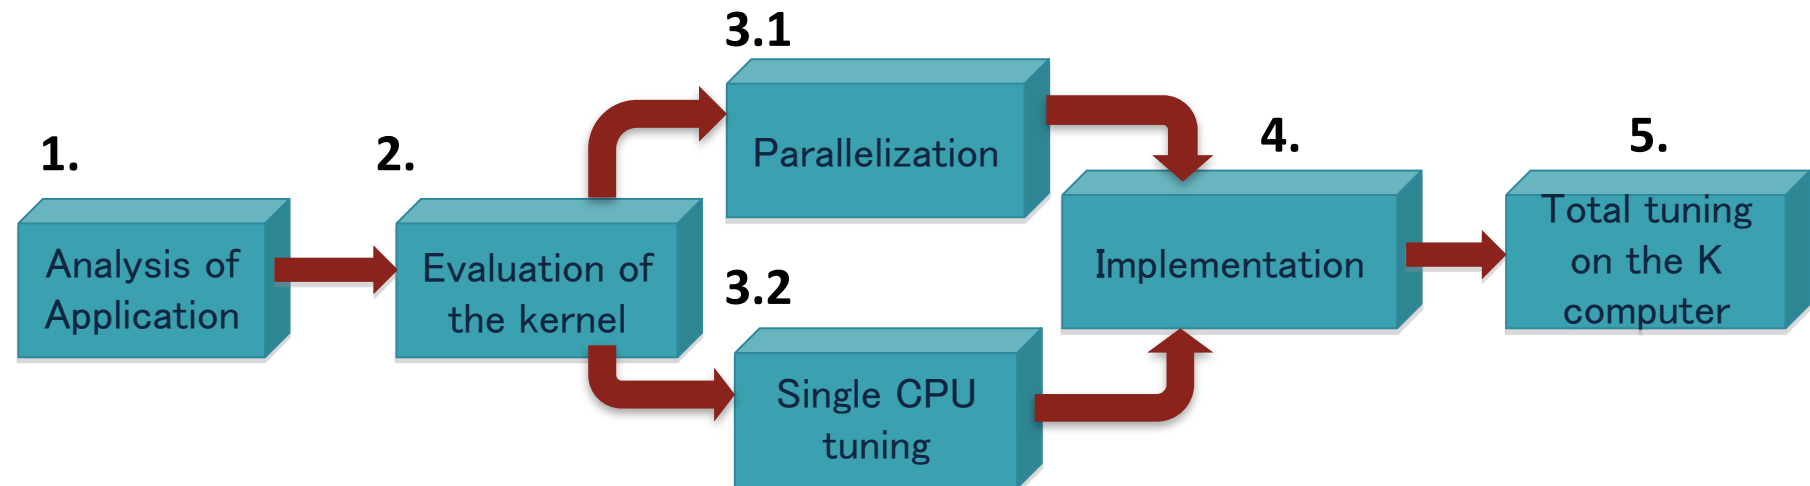 1.
Analysis of
Application
2.
Evaluation of
the kernel
3.1
Parallelization
3.2
Single CPU
tuning
4.
Implementation
5.
Total tuning
on the K
computer